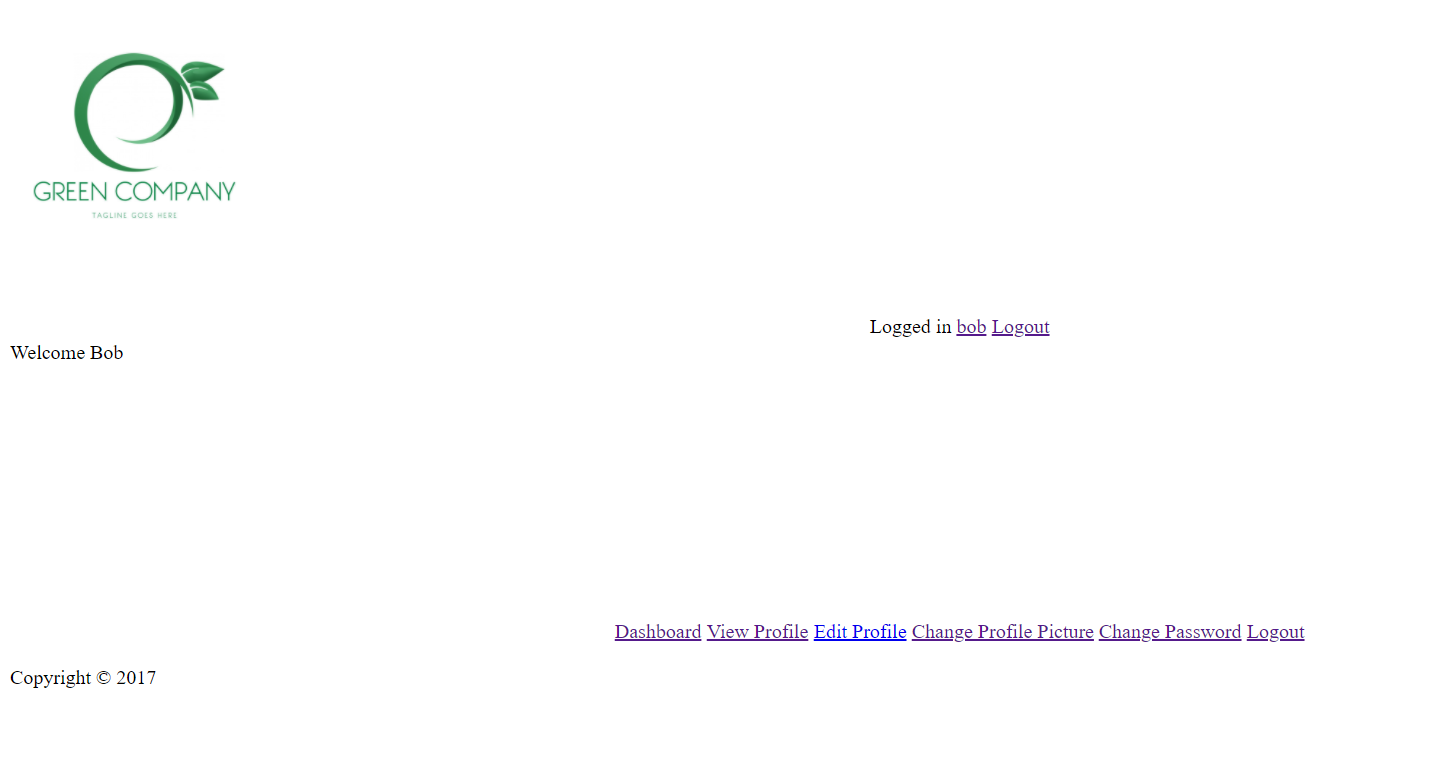 GREEN COMPANY
TAGLINE GOES HERE
Logged in bob Logout
Welcome Bob
Dashboard View Profile Edit Profile Change Profile Picture Change Password Logout
Copyright © 2017